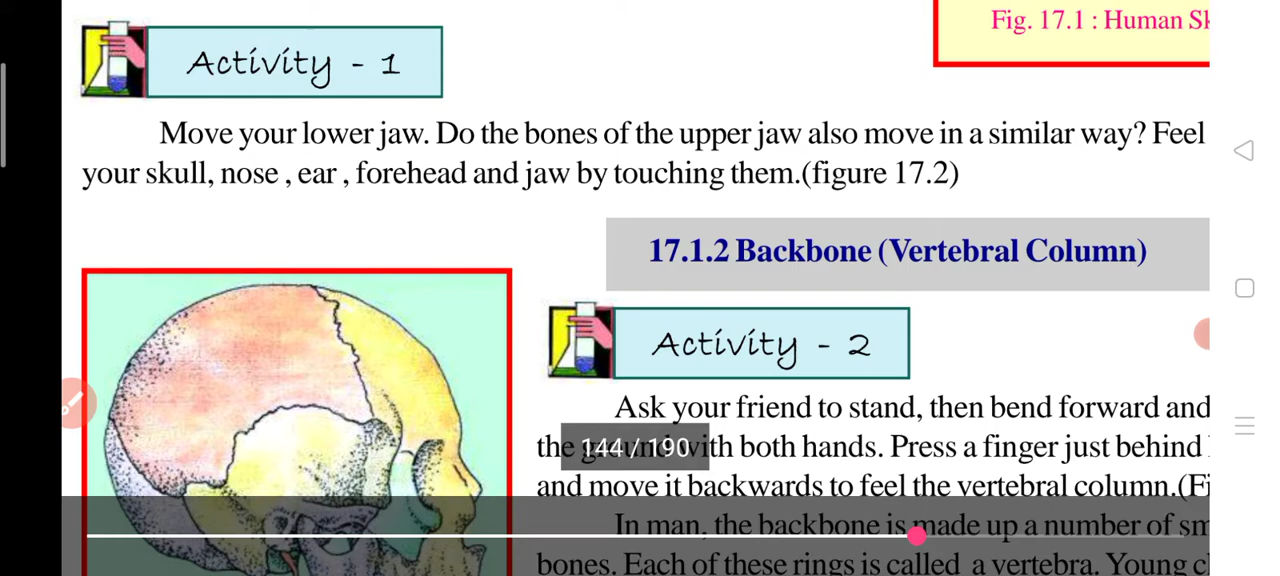 Fig. 17.1 : Human Sk
Activity - 1
Move your lower jaw. Do the bones of the upper jaw also move in a similar way? Feel
your skull, nose , ear , forehead and jaw by touching them.(figure 17.2)
17.1.2 Backbone (Vertebral Column)
Activity - 2
Ask your friend to stand, then bend forward and
the ground with both hands. Press a finger just behind
144 / 190
and move it backwards to feel the vertebral column.(Fi
In man, the backbone is made up a number of sm
bones. Each of these rings is called a vertebra. Young c